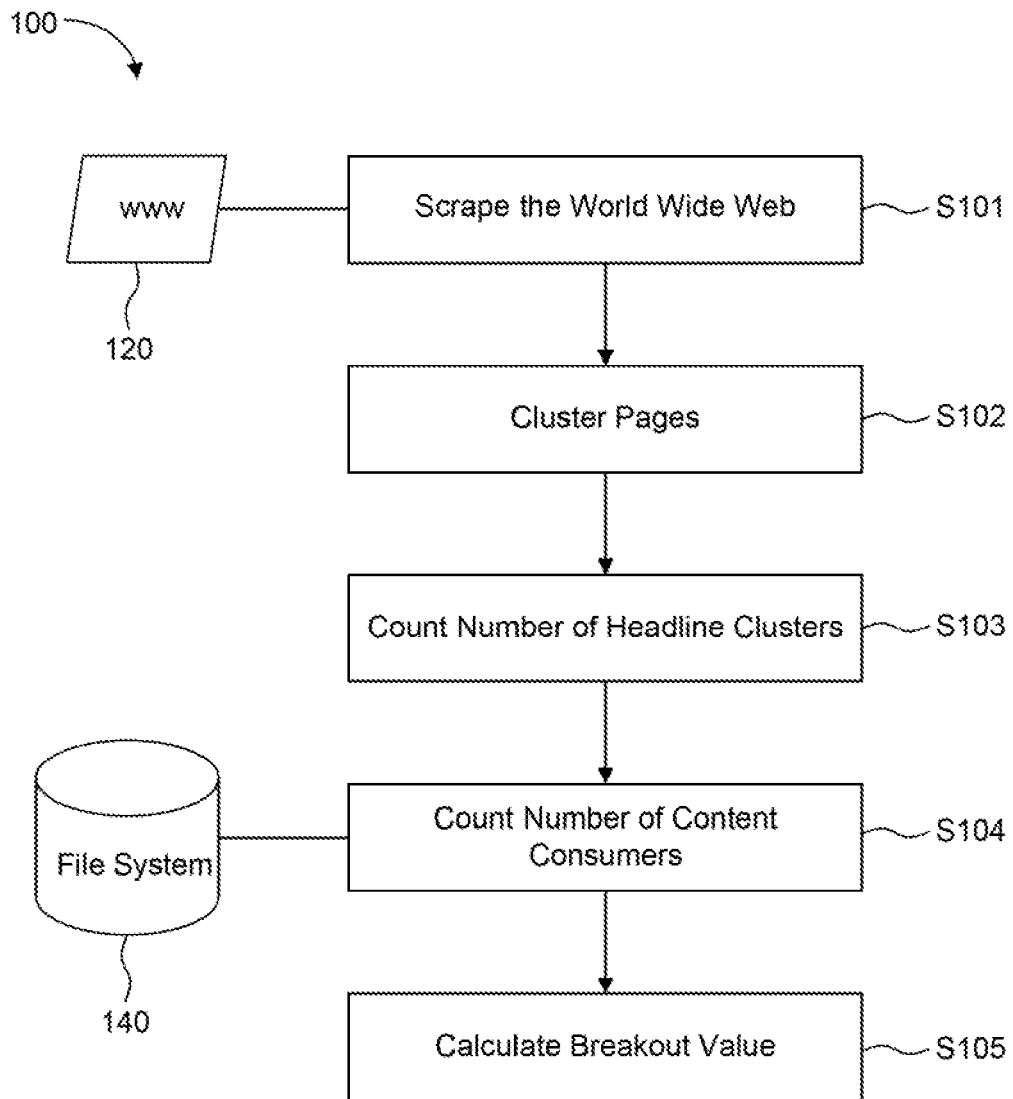 100
WWW
Scrape the World Wide Web
S101
120
Cluster Pages
S102
Count Number of Headline Clusters
S103
Count Number of Content
Consumers
S104
File System
140
Calculate Breakout Value
S105